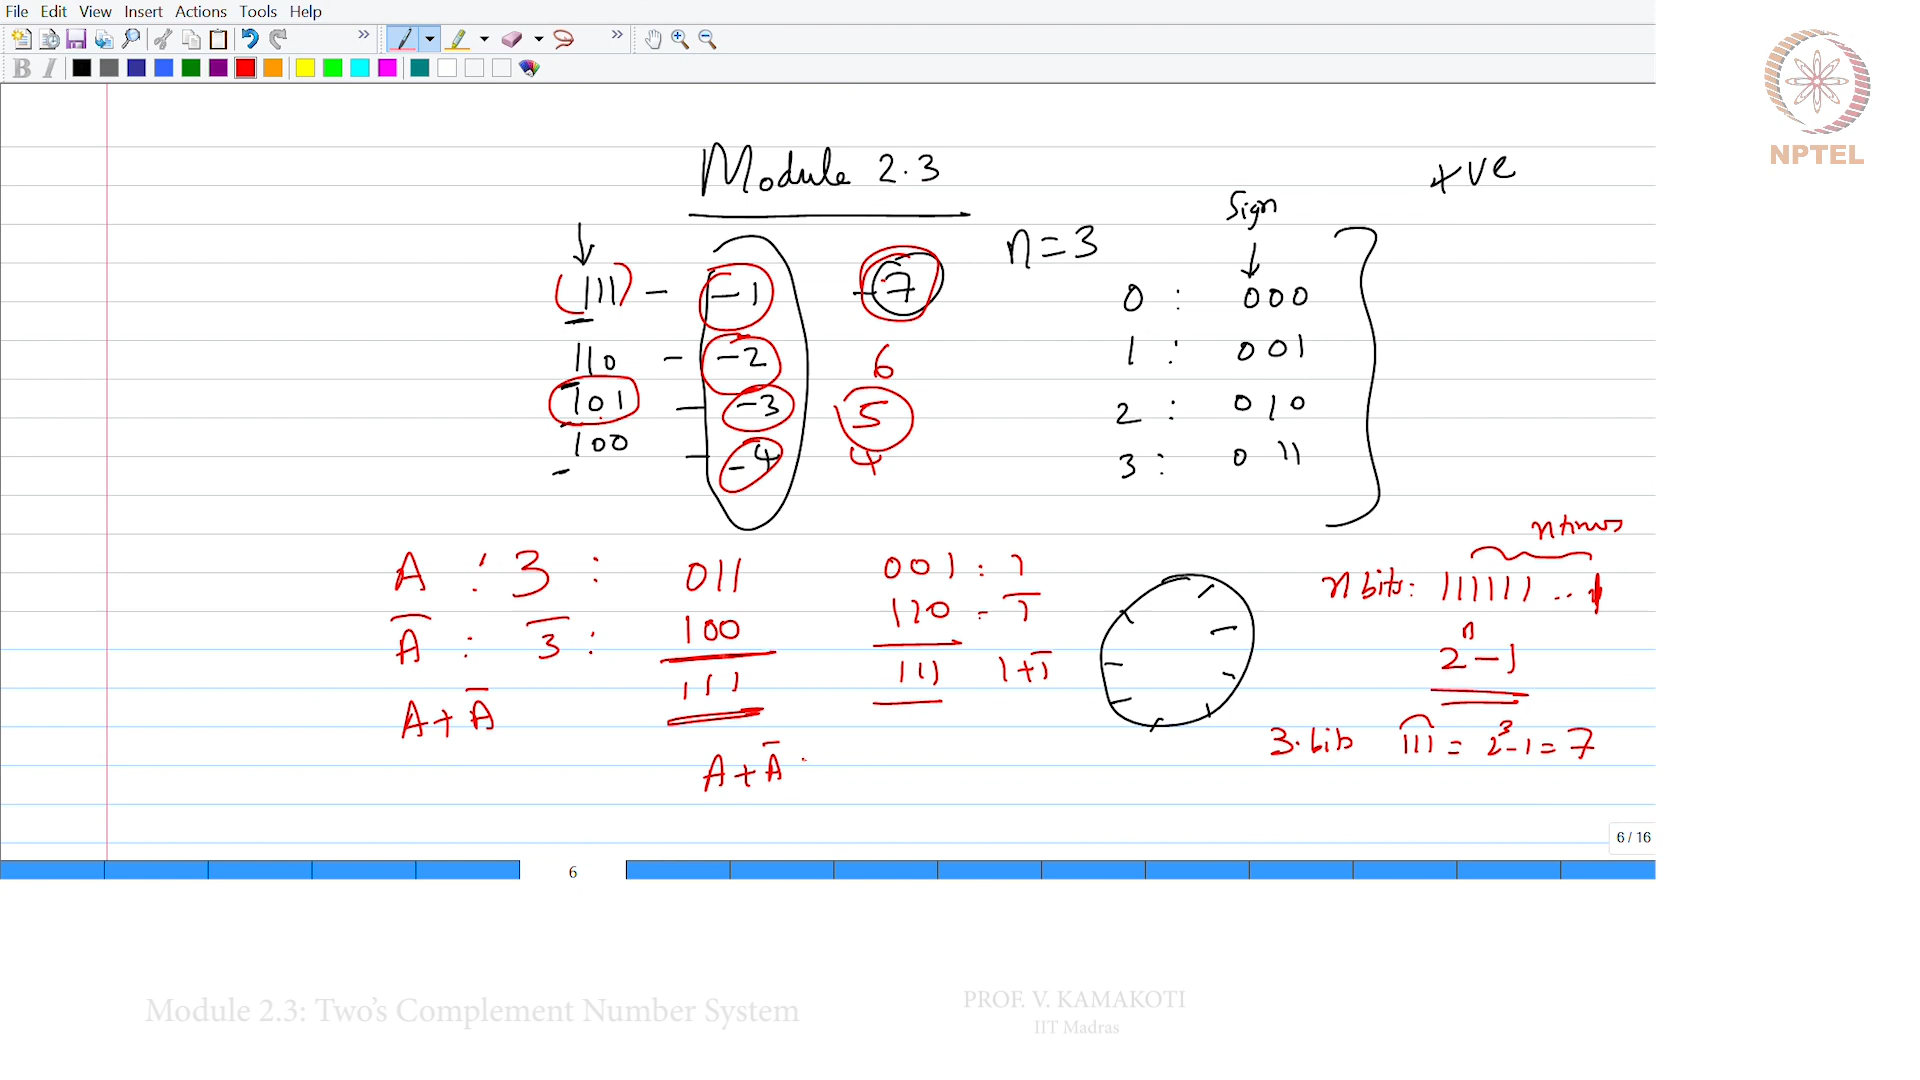 File Edit View Insert Actions Tools Help
NPTEL
Module 2.3
+ve
n=3
Sign
(111) - -1 -7
110 - -2 6
101 - -3 5
100 - -4 4
0 : 000
1 : 001
2 : 010
3 : 011
A : 3 : 011
A̅ : 3̅ : 100
111
A+A̅
A+A̅
001 : 1
110 - 1̅
111 1+1̅
n times
n bits: 111111 .. 1
2ⁿ-1
3.bits 111 = 2³-1 = 7
6 / 16
6
Module 2.3: Two's Complement Number System
PROF. V. KAMAKOTI
IIT Madras